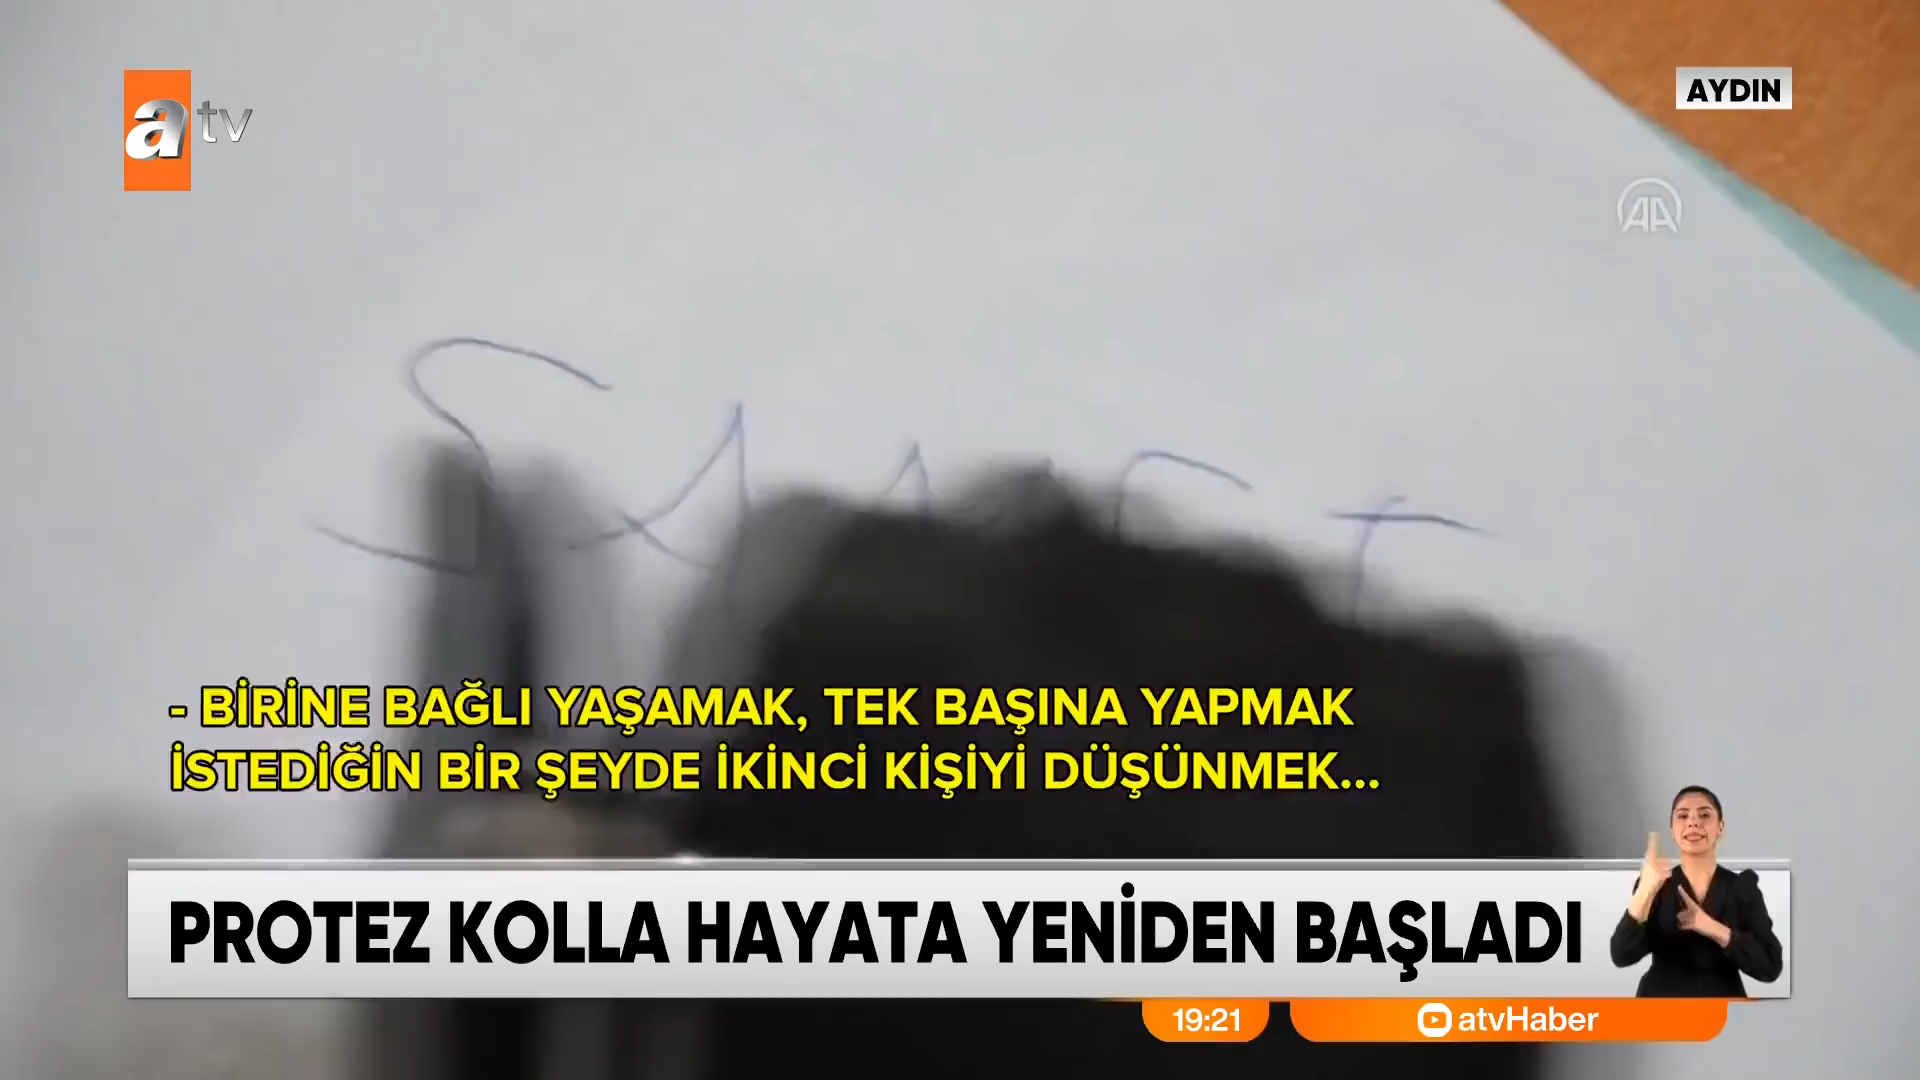 atv
AYDIN
AA
- BİRİNE BAĞLI YAŞAMAK, TEK BAŞINA YAPMAK
İSTEDİĞİN BİR ŞEYDE İKİNCİ KİŞİYİ DÜŞÜNMEK...
PROTEZ KOLLA HAYATA YENİDEN BAŞLADI
19:21
atvHaber